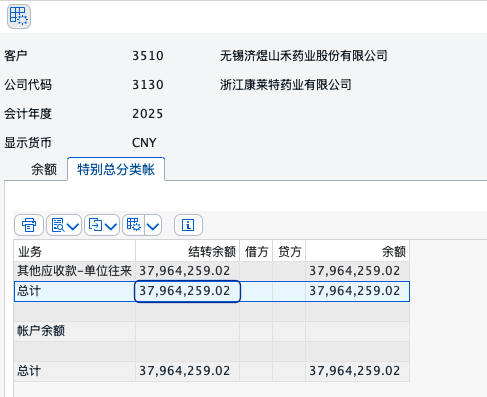 客户 3510 无锡济煜山禾药业股份有限公司
公司代码 3130 浙江康莱特药业有限公司
会计年度 2025
显示货币 CNY
余额 特别总分类帐
业务 结转余额 借方 贷方 余额
其他应收款-单位往来 37,964,259.02 37,964,259.02
总计 37,964,259.02 37,964,259.02
帐户余额
总计 37,964,259.02 37,964,259.02